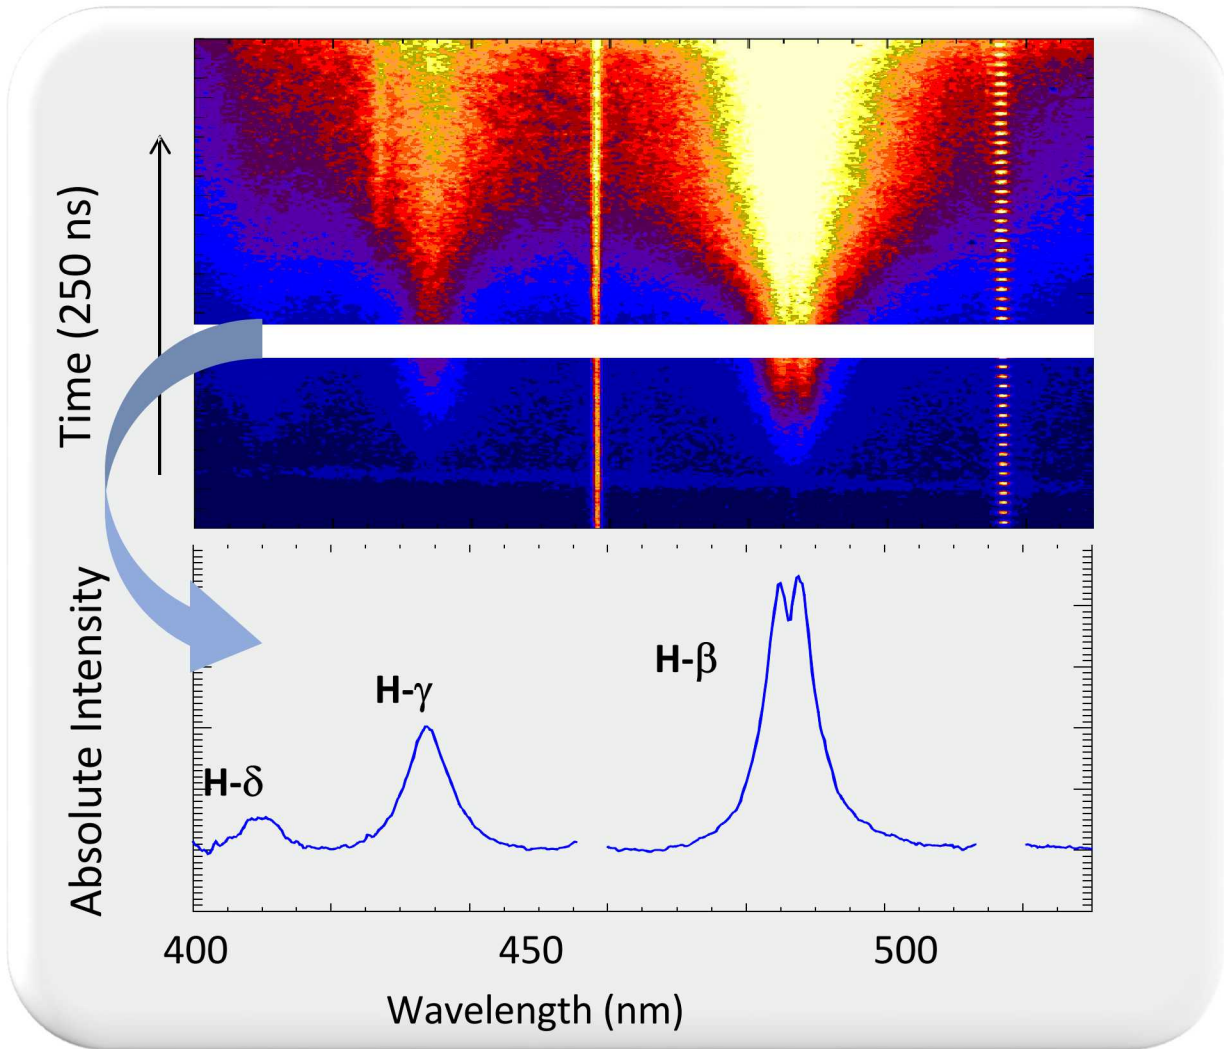 Time (250 ns)
Absolute Intensity
H-δ
H-γ
H-β
400
450
500
Wavelength (nm)